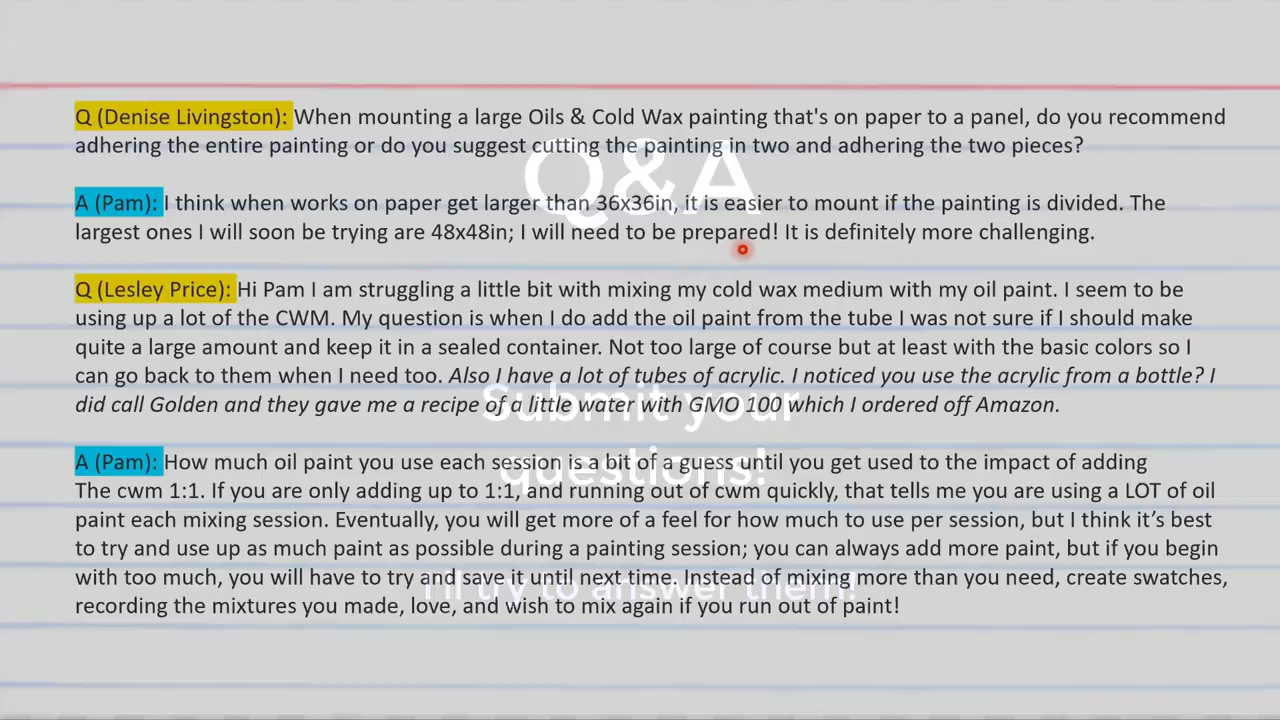 Q (Denise Livingston): When mounting a large Oils & Cold Wax painting that's on paper to a panel, do you recommend
adhering the entire painting or do you suggest cutting the painting in two and adhering the two pieces?
Q&A
A (Pam): I think when works on paper get larger than 36x36in, it is easier to mount if the painting is divided. The
largest ones I will soon be trying are 48x48in; I will need to be prepared! It is definitely more challenging.
Q (Lesley Price): Hi Pam I am struggling a little bit with mixing my cold wax medium with my oil paint. I seem to be
using up a lot of the CWM. My question is when I do add the oil paint from the tube I was not sure if I should make
quite a large amount and keep it in a sealed container. Not too large of course but at least with the basic colors so I
can go back to them when I need too. Also I have a lot of tubes of acrylic. I noticed you use the acrylic from a bottle? I
did call Golden and they gave me a recipe of a little water with GMO 100 which I ordered off Amazon.
Submit your
questions!
A (Pam): How much oil paint you use each session is a bit of a guess until you get used to the impact of adding
The cwm 1:1. If you are only adding up to 1:1, and running out of cwm quickly, that tells me you are using a LOT of oil
paint each mixing session. Eventually, you will get more of a feel for how much to use per session, but I think it’s best
to try and use up as much paint as possible during a painting session; you can always add more paint, but if you begin
with too much, you will have to try and save it until next time. Instead of mixing more than you need, create swatches,
recording the mixtures you made, love, and wish to mix again if you run out of paint!
I'll try to answer them!